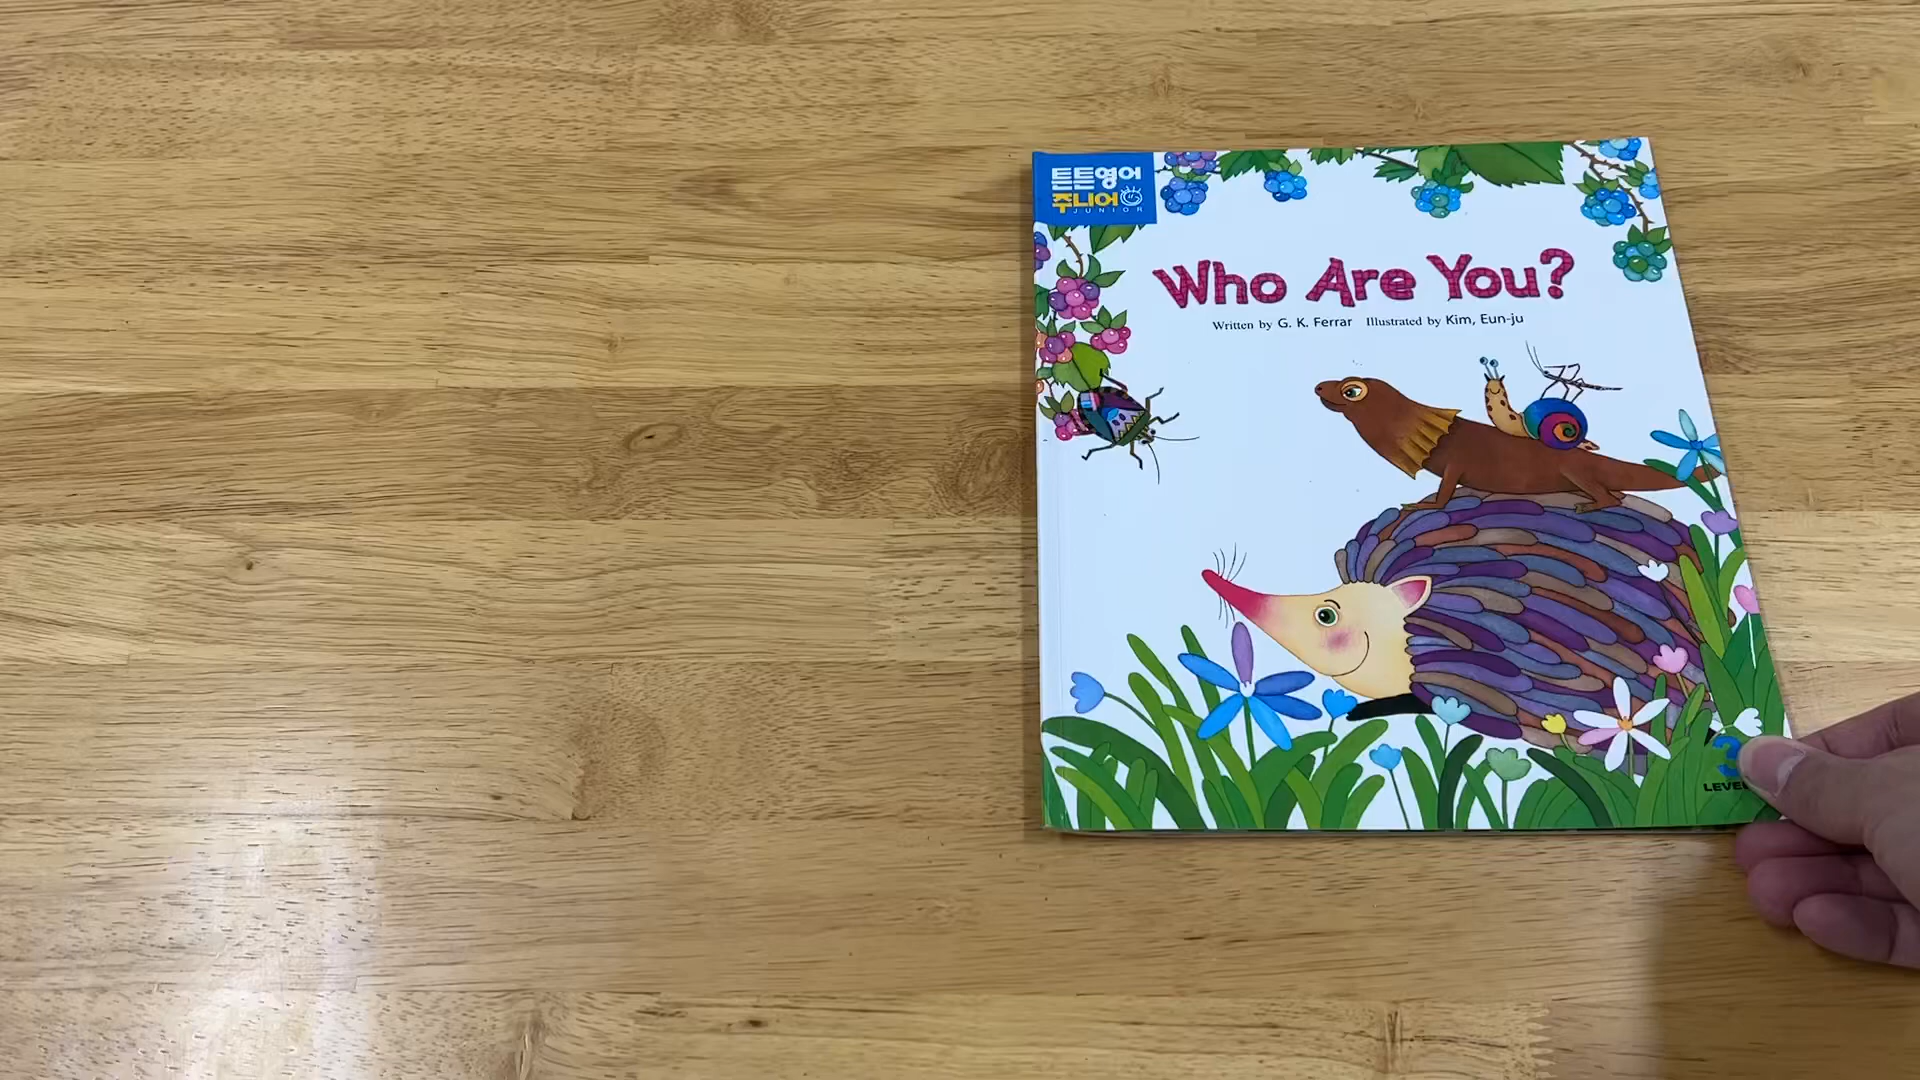 튼튼영어
주니어
JUNIOR
Who Are You?
Written by G. K. Ferrar Illustrated by Kim, Eun-ju
3